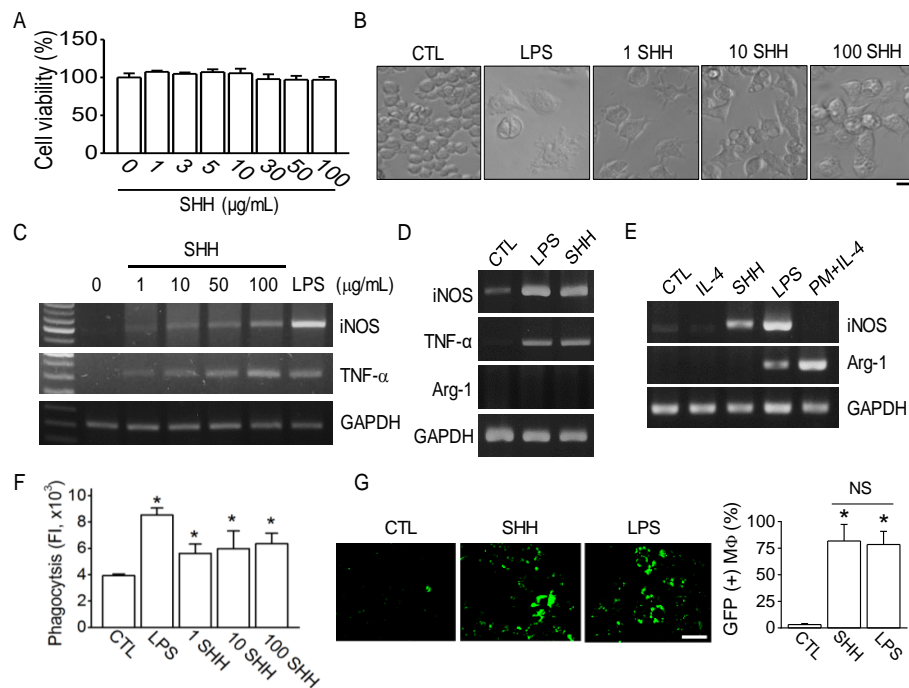 A
Cell viability (%)
150
100
50
0
0 1 3 5 10 30 50 100
SHH (µg/mL)
B
CTL LPS 1 SHH 10 SHH 100 SHH
C
SHH
0 1 10 50 100 LPS (µg/mL)
iNOS
TNF-α
GAPDH
D
CTL LPS SHH
iNOS
TNF-α
Arg-1
GAPDH
E
CTL IL-4 SHH LPS PM+IL-4
iNOS
Arg-1
GAPDH
F
Phagocytsis (FI, x10³)
10
8
6
4
2
0
* * * *
CTL LPS 1 SHH 10 SHH 100 SHH
G
CTL SHH LPS
GFP (+) MΦ (%)
100
75
50
25
0
NS
* *
CTL SHH LPS